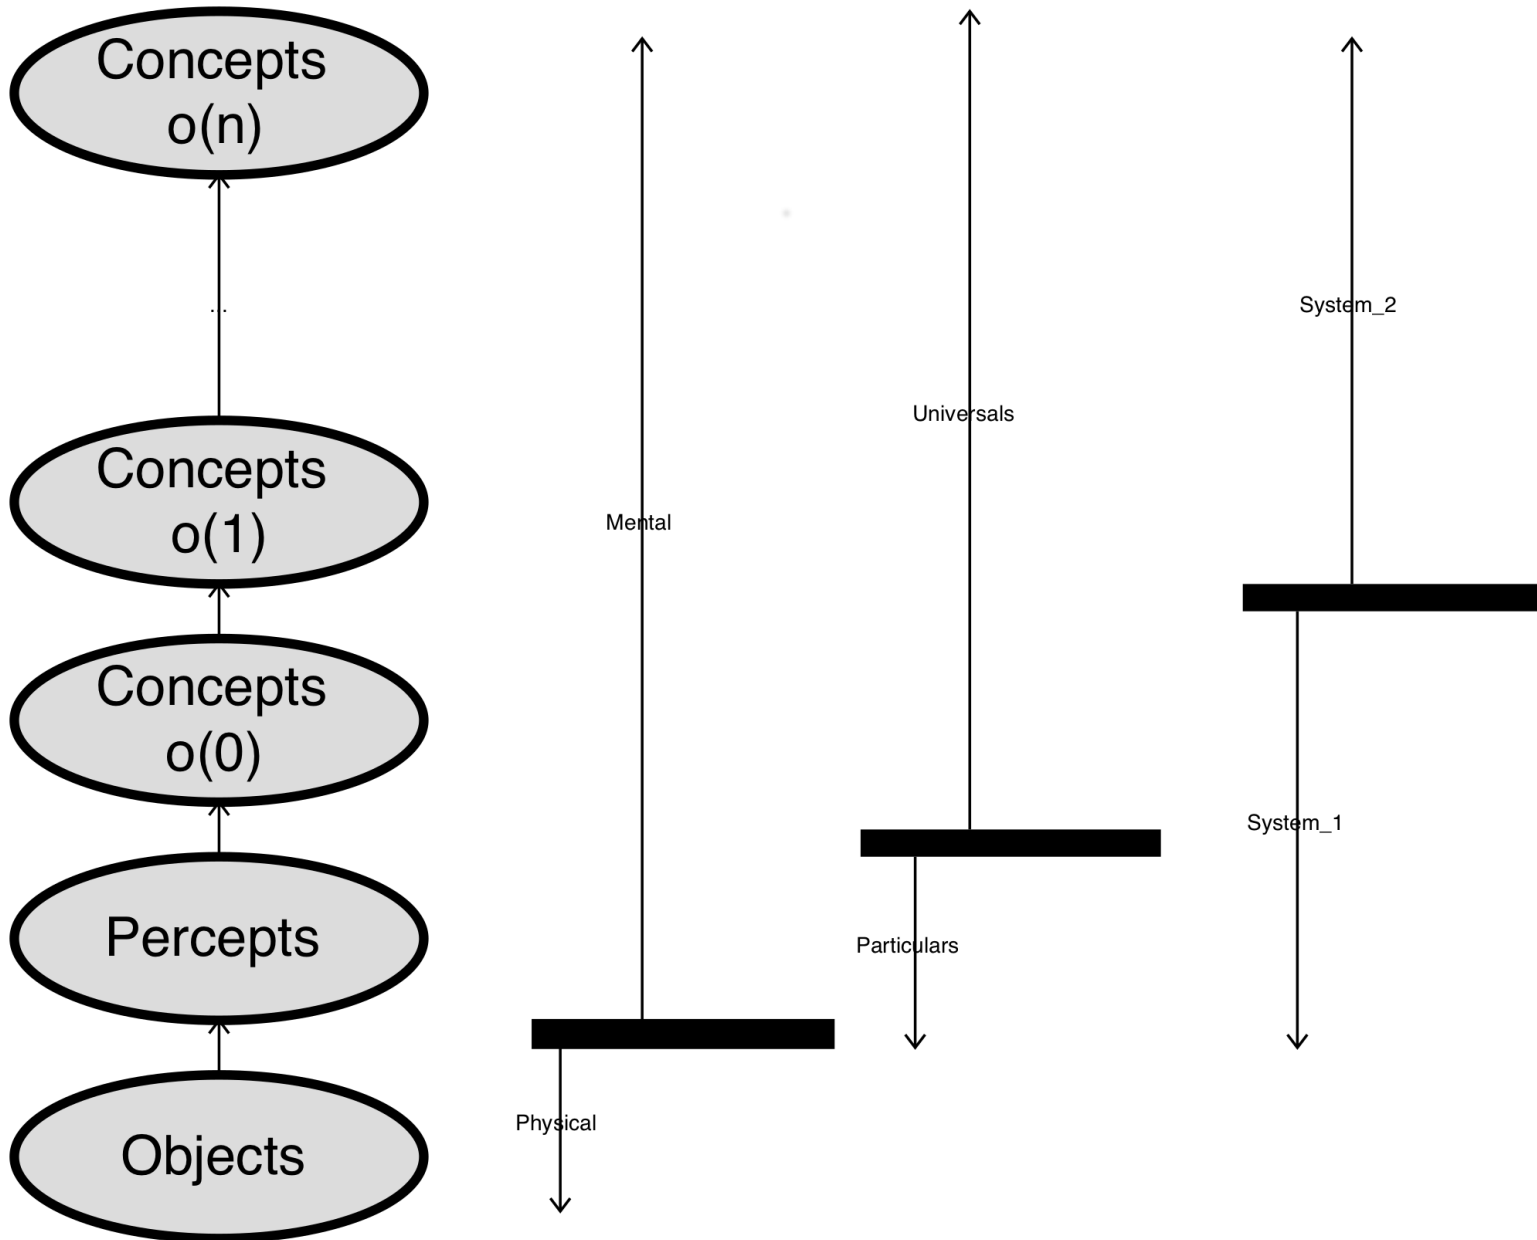 Concepts
o(n)
...
Concepts
o(1)
Concepts
o(0)
Percepts
Objects
Mental
Physical
Universals
Particulars
System_2
System_1